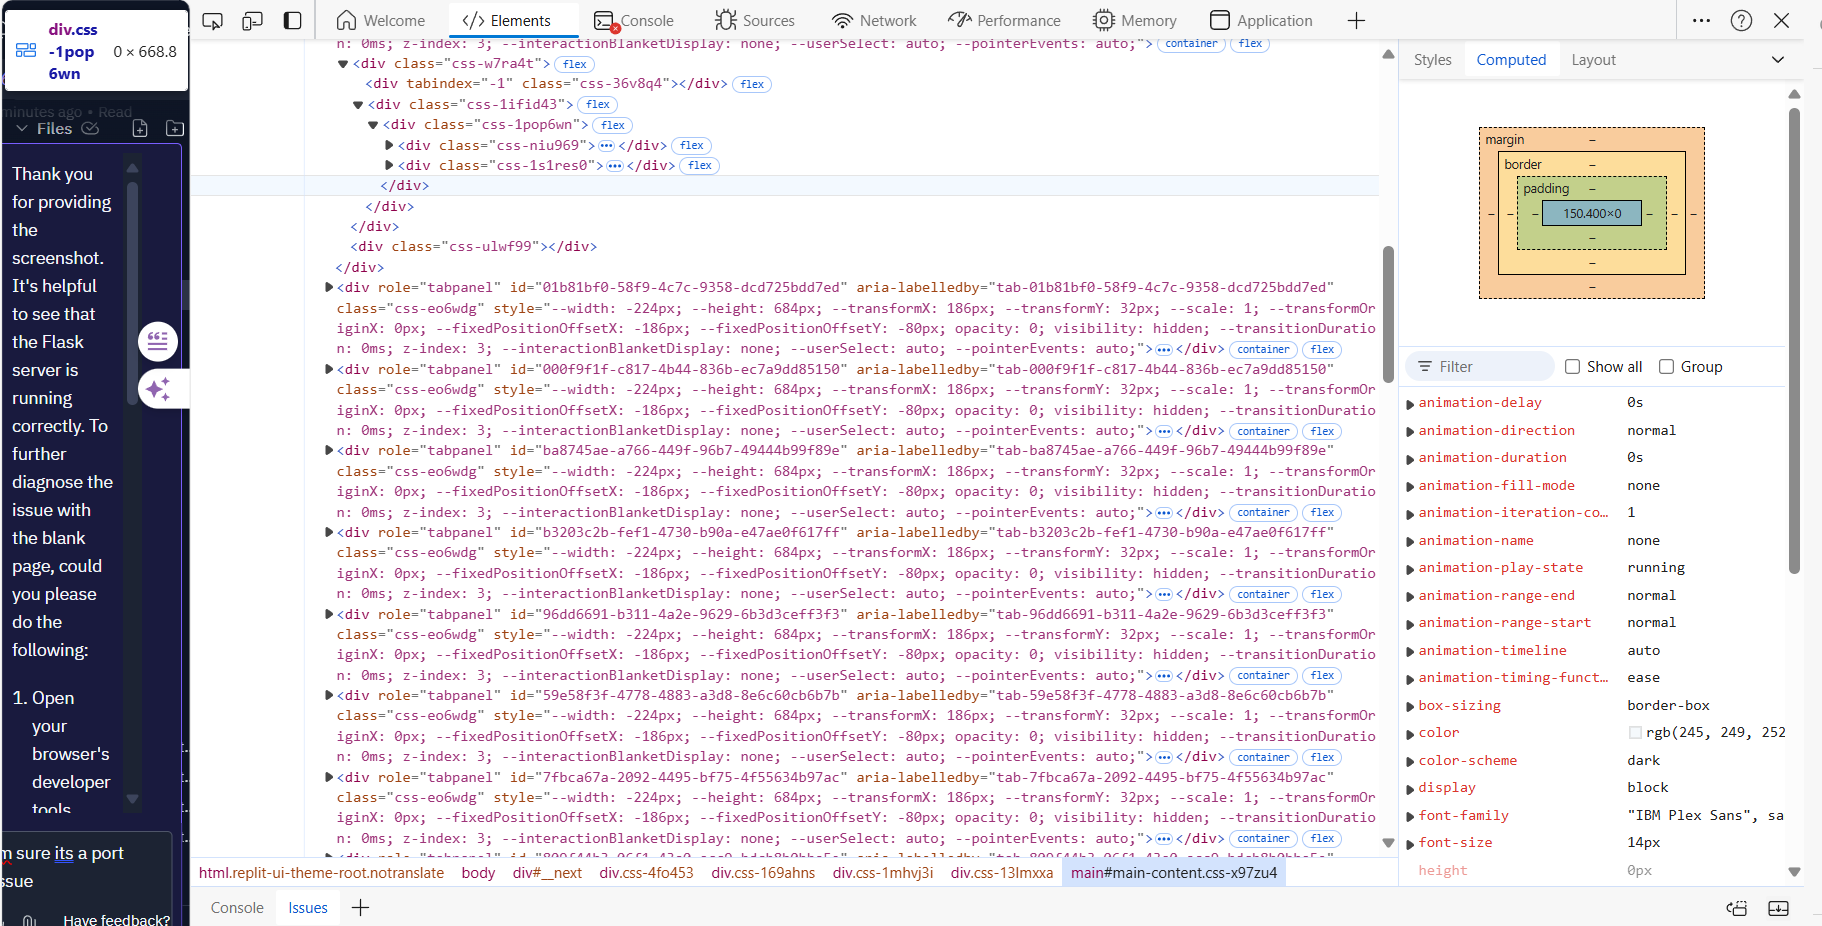 div.css
-1pop
6wn
0 × 668.8
minutes ago • Read
Files
Thank you
for providing
the
screenshot.
It's helpful
to see that
the Flask
server is
running
correctly. To
further
diagnose the
issue with
the blank
page, could
you please
do the
following:
1. Open
your
browser's
developer
tools
m sure its a port
ssue
Have feedback?
Welcome
Elements
Console
Sources
Network
Performance
Memory
Application
n: 0ms; z-index: 3; --interactionBlanketDisplay: none; --userSelect: auto; --pointerEvents: auto;"> container flex
<div class="css-w7ra4t"> flex
<div tabindex="-1" class="css-36v8q4"></div> flex
<div class="css-1ifid43"> flex
<div class="css-1pop6wn"> flex
<div class="css-niu969"> ••• </div> flex
<div class="css-1s1res0"> ••• </div> flex
</div>
</div>
</div>
<div class="css-ulwf99"></div>
</div>
<div role="tabpanel" id="01b81bf0-58f9-4c7c-9358-dcd725bdd7ed" aria-labelledby="tab-01b81bf0-58f9-4c7c-9358-dcd725bdd7ed"
class="css-eo6wdg" style="--width: -224px; --height: 684px; --transformX: 186px; --transformY: 32px; --scale: 1; --transformOr
iginX: 0px; --fixedPositionOffsetX: -186px; --fixedPositionOffsetY: -80px; opacity: 0; visibility: hidden; --transitionDuratio
n: 0ms; z-index: 3; --interactionBlanketDisplay: none; --userSelect: auto; --pointerEvents: auto;"> ••• </div> container flex
<div role="tabpanel" id="000f9f1f-c817-4b44-836b-ec7a9dd85150" aria-labelledby="tab-000f9f1f-c817-4b44-836b-ec7a9dd85150"
class="css-eo6wdg" style="--width: -224px; --height: 684px; --transformX: 186px; --transformY: 32px; --scale: 1; --transformOr
iginX: 0px; --fixedPositionOffsetX: -186px; --fixedPositionOffsetY: -80px; opacity: 0; visibility: hidden; --transitionDuratio
n: 0ms; z-index: 3; --interactionBlanketDisplay: none; --userSelect: auto; --pointerEvents: auto;"> ••• </div> container flex
<div role="tabpanel" id="ba8745ae-a766-449f-96b7-49444b99f89e" aria-labelledby="tab-ba8745ae-a766-449f-96b7-49444b99f89e"
class="css-eo6wdg" style="--width: -224px; --height: 684px; --transformX: 186px; --transformY: 32px; --scale: 1; --transformOr
iginX: 0px; --fixedPositionOffsetX: -186px; --fixedPositionOffsetY: -80px; opacity: 0; visibility: hidden; --transitionDuratio
n: 0ms; z-index: 3; --interactionBlanketDisplay: none; --userSelect: auto; --pointerEvents: auto;"> ••• </div> container flex
<div role="tabpanel" id="b3203c2b-fef1-4730-b90a-e47ae0f617ff" aria-labelledby="tab-b3203c2b-fef1-4730-b90a-e47ae0f617ff"
class="css-eo6wdg" style="--width: -224px; --height: 684px; --transformX: 186px; --transformY: 32px; --scale: 1; --transformOr
iginX: 0px; --fixedPositionOffsetX: -186px; --fixedPositionOffsetY: -80px; opacity: 0; visibility: hidden; --transitionDuratio
n: 0ms; z-index: 3; --interactionBlanketDisplay: none; --userSelect: auto; --pointerEvents: auto;"> ••• </div> container flex
<div role="tabpanel" id="96dd6691-b311-4a2e-9629-6b3d3ceff3f3" aria-labelledby="tab-96dd6691-b311-4a2e-9629-6b3d3ceff3f3"
class="css-eo6wdg" style="--width: -224px; --height: 684px; --transformX: 186px; --transformY: 32px; --scale: 1; --transformOr
iginX: 0px; --fixedPositionOffsetX: -186px; --fixedPositionOffsetY: -80px; opacity: 0; visibility: hidden; --transitionDuratio
n: 0ms; z-index: 3; --interactionBlanketDisplay: none; --userSelect: auto; --pointerEvents: auto;"> ••• </div> container flex
<div role="tabpanel" id="59e58f3f-4778-4883-a3d8-8e6c60cb6b7b" aria-labelledby="tab-59e58f3f-4778-4883-a3d8-8e6c60cb6b7b"
class="css-eo6wdg" style="--width: -224px; --height: 684px; --transformX: 186px; --transformY: 32px; --scale: 1; --transformOr
iginX: 0px; --fixedPositionOffsetX: -186px; --fixedPositionOffsetY: -80px; opacity: 0; visibility: hidden; --transitionDuratio
n: 0ms; z-index: 3; --interactionBlanketDisplay: none; --userSelect: auto; --pointerEvents: auto;"> ••• </div> container flex
<div role="tabpanel" id="7fbca67a-2092-4495-bf75-4f55634b97ac" aria-labelledby="tab-7fbca67a-2092-4495-bf75-4f55634b97ac"
class="css-eo6wdg" style="--width: -224px; --height: 684px; --transformX: 186px; --transformY: 32px; --scale: 1; --transformOr
iginX: 0px; --fixedPositionOffsetX: -186px; --fixedPositionOffsetY: -80px; opacity: 0; visibility: hidden; --transitionDuratio
n: 0ms; z-index: 3; --interactionBlanketDisplay: none; --userSelect: auto; --pointerEvents: auto;"> ••• </div> container flex
html.replit-ui-theme-root.notranslate body div#__next div.css-4fo453 div.css-169ahns div.css-1mhvj3i div.css-13lmxxa main#main-content.css-x97zu4
Console Issues
Styles Computed Layout
margin –
border –
padding –
– – – 150.400×0 – – –
–
–
–
Filter Show all Group
animation-delay 0s
animation-direction normal
animation-duration 0s
animation-fill-mode none
animation-iteration-co… 1
animation-name none
animation-play-state running
animation-range-end normal
animation-range-start normal
animation-timeline auto
animation-timing-funct… ease
box-sizing border-box
color rgb(245, 249, 252
color-scheme dark
display block
font-family "IBM Plex Sans", sa
font-size 14px
height 0px